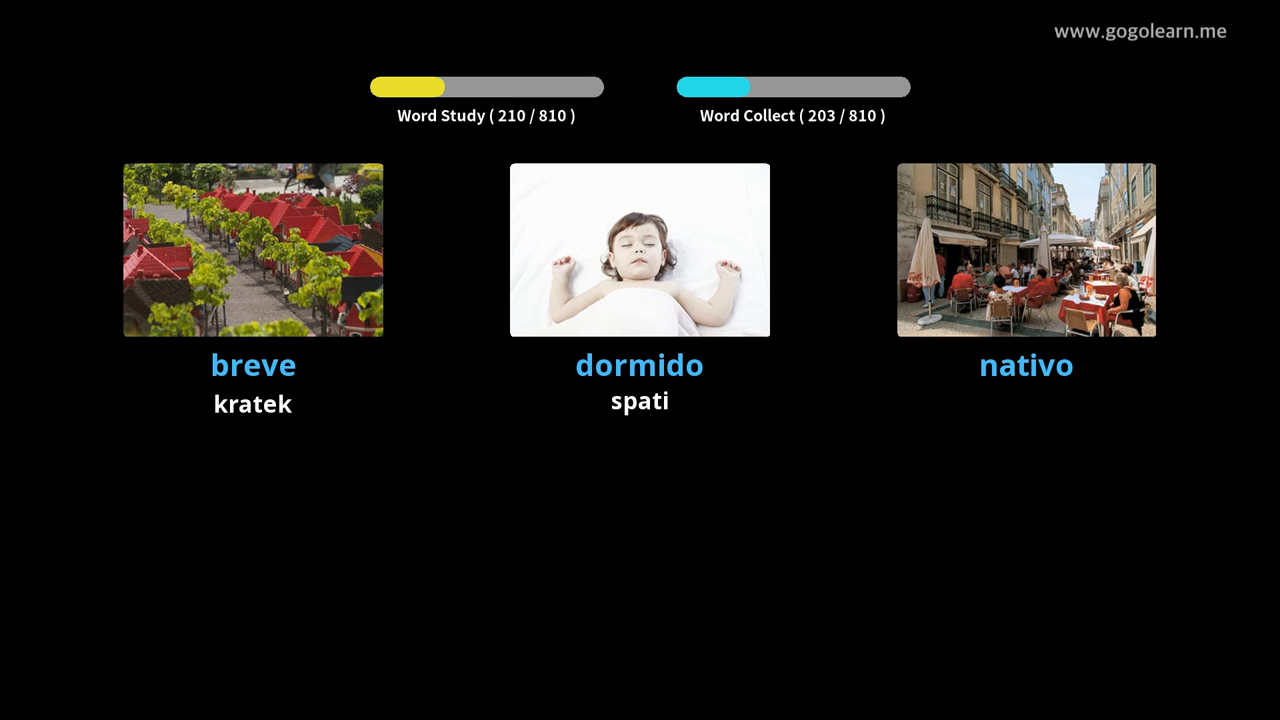 www.gogolearn.me
Word Study ( 210 / 810 )
Word Collect ( 203 / 810 )
breve
dormido
nativo
kratek
spati